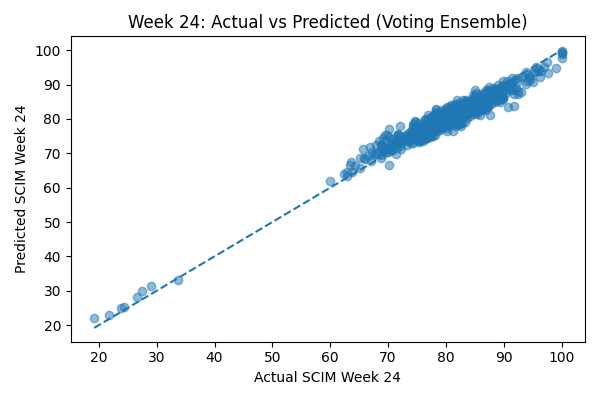 Week 24: Actual vs Predicted (Voting Ensemble)
Predicted SCIM Week 24
100
90
80
70
60
50
40
30
20
20 30 40 50 60 70 80 90 100
Actual SCIM Week 24